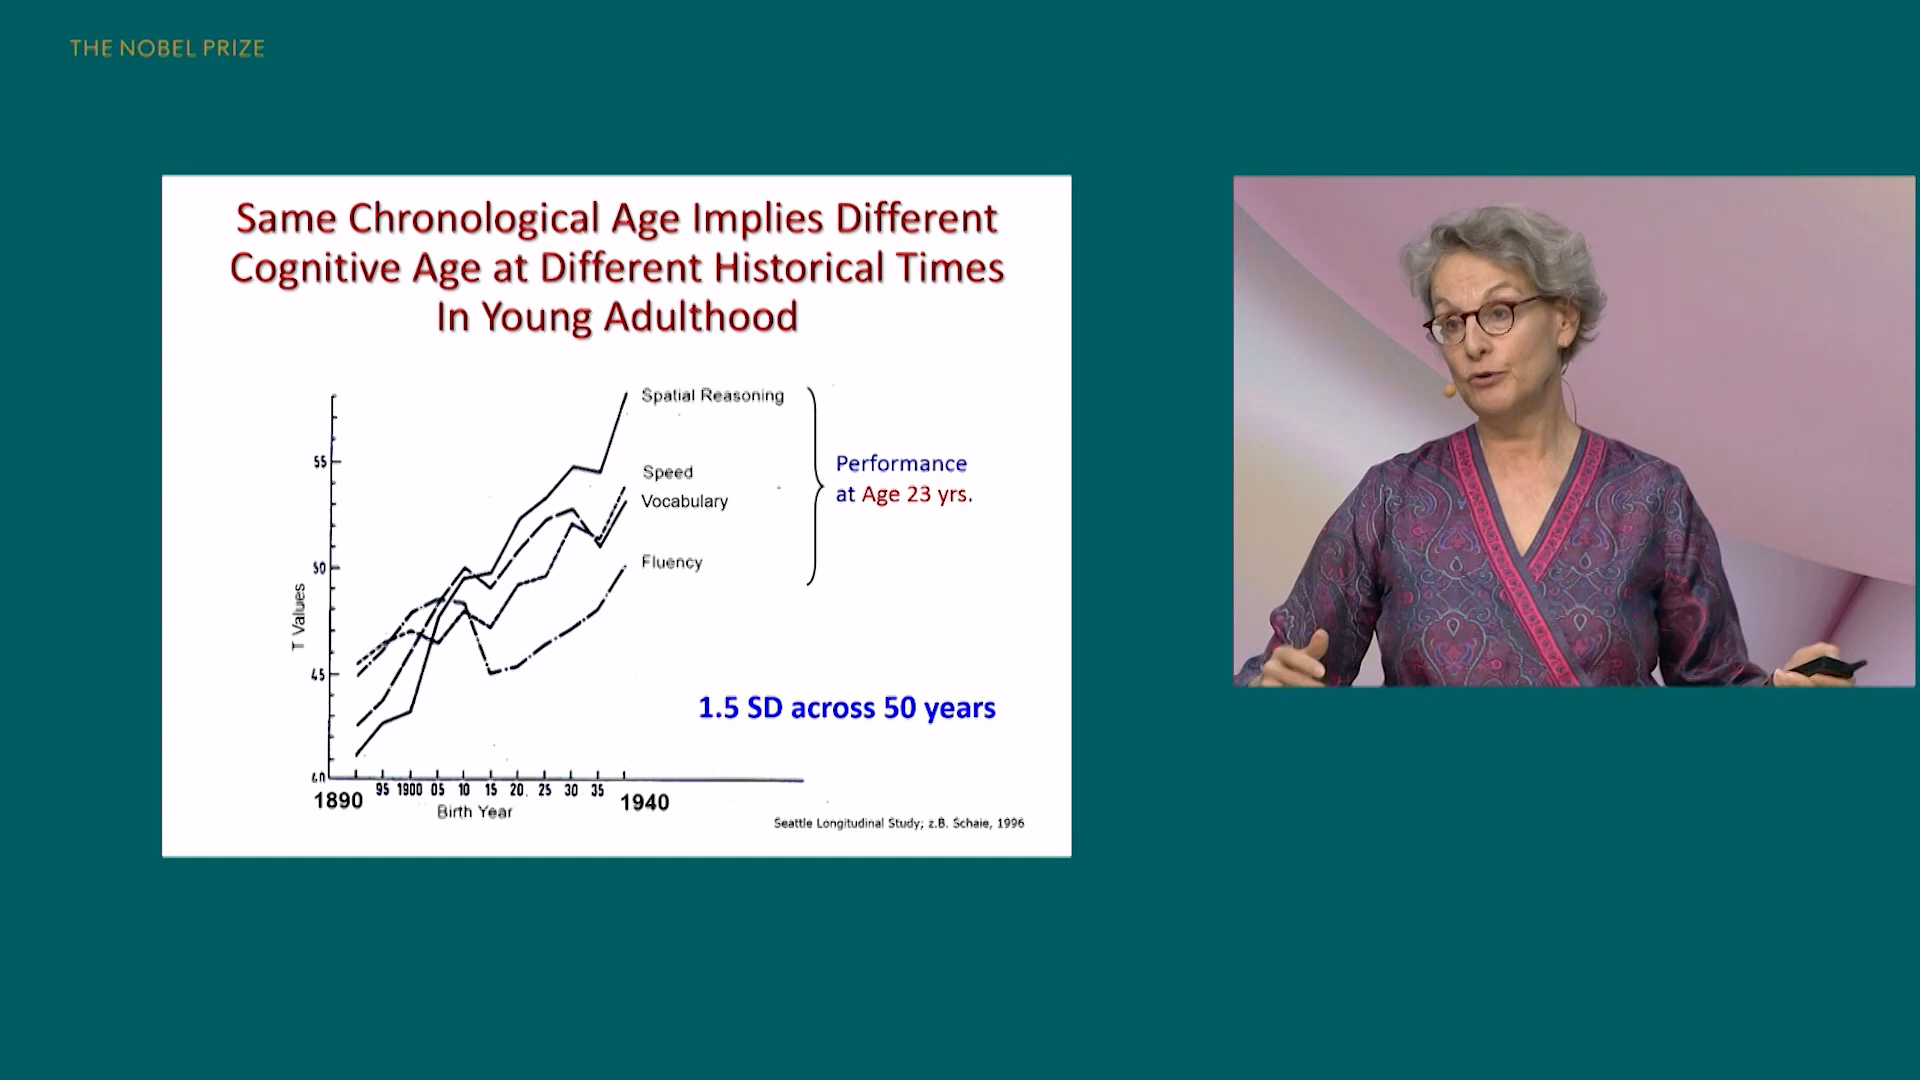 THE NOBEL PRIZE
Same Chronological Age Implies Different
Cognitive Age at Different Historical Times
In Young Adulthood
Spatial Reasoning
Speed
Vocabulary
Fluency
Performance
at Age 23 yrs.
55
50
45
40
T Values
1.5 SD across 50 years
95 1900 05 10 15 20 25 30 35
1890 1940
Birth Year
Seattle Longitudinal Study; z.B. Schaie, 1996